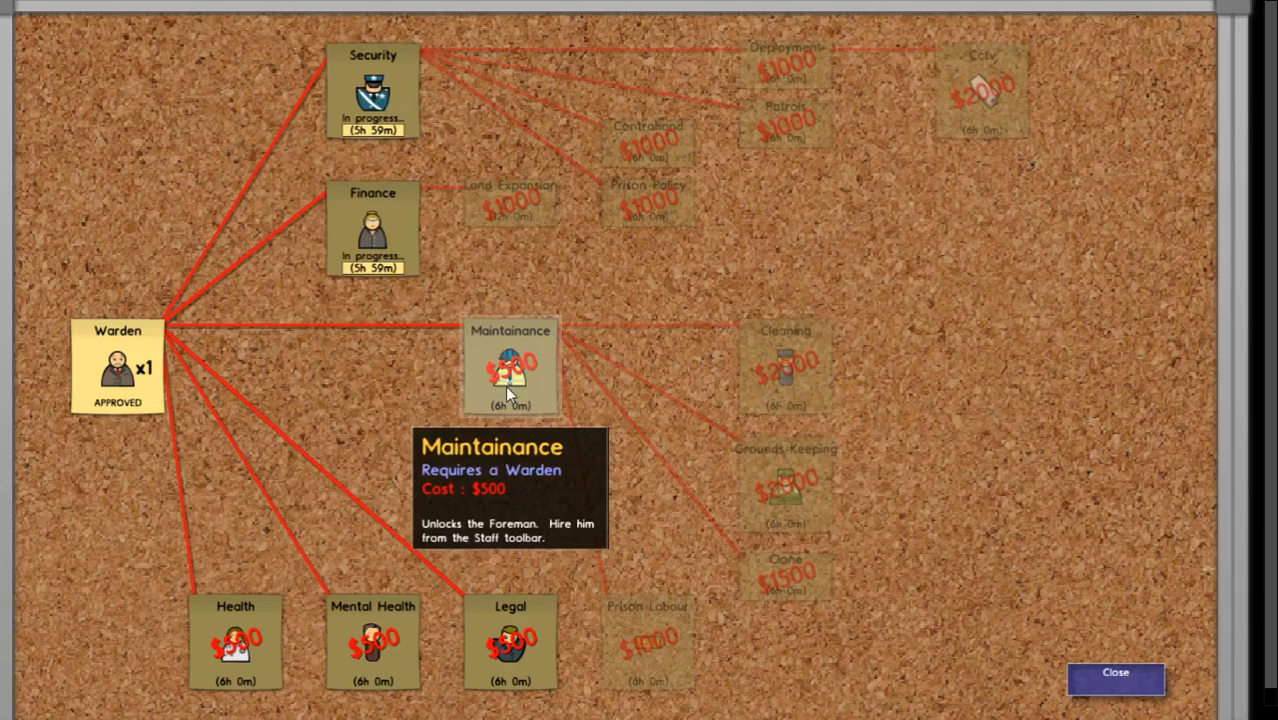 Security
In progress...
(5h 59m)
Deployment
$1000
(6h 0m)
Cctv
$2000
(6h 0m)
Patrols
$1000
(6h 0m)
Contraband
$1000
(6h 0m)
Finance
In progress...
(5h 59m)
Land Expansion
$1000
Prison Policy
$1000
(6h 0m)
Warden
x1
APPROVED
Maintainance
$500
(6h 0m)
Cleaning
$2000
(6h 0m)
Maintainance
Requires a Warden
Cost : $500
Unlocks the Foreman. Hire him
from the Staff toolbar.
Grounds Keeping
$2000
(6h 0m)
Clone
$1500
(6h 0m)
Health
$500
(6h 0m)
Mental Health
$500
(6h 0m)
Legal
$500
(6h 0m)
Prison Labour
$1000
(6h 0m)
Close